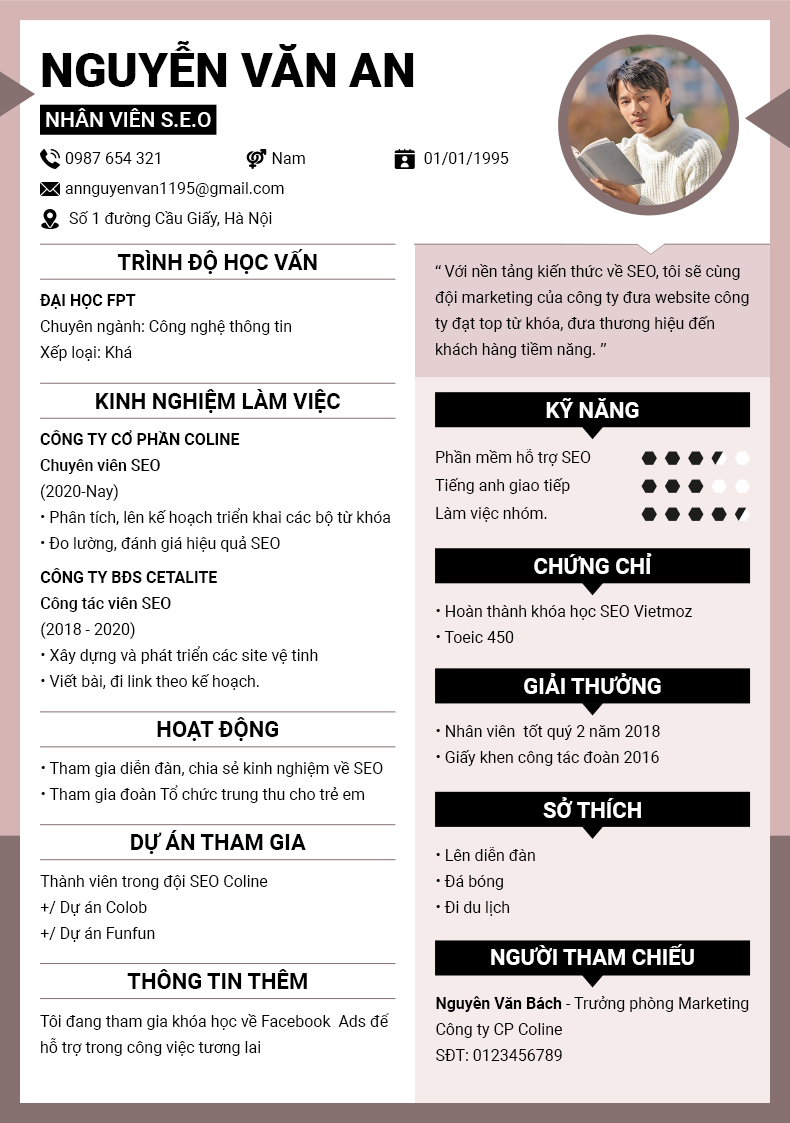 NGUYỄN VĂN AN
NHÂN VIÊN S.E.O
0987 654 321 Nam 01/01/1995
annguyenvan1195@gmail.com
Số 1 đường Cầu Giấy, Hà Nội
TRÌNH ĐỘ HỌC VẤN
ĐẠI HỌC FPT
Chuyên ngành: Công nghệ thông tin
Xếp loại: Khá
KINH NGHIỆM LÀM VIỆC
CÔNG TY CỔ PHẦN COLINE
Chuyên viên SEO
(2020-Nay)
• Phân tích, lên kế hoạch triển khai các bộ từ khóa
• Đo lường, đánh giá hiệu quả SEO
CÔNG TY BĐS CETALITE
Công tác viên SEO
(2018 - 2020)
• Xây dựng và phát triển các site vệ tinh
• Viết bài, đi link theo kế hoạch.
HOẠT ĐỘNG
• Tham gia diễn đàn, chia sẻ kinh nghiệm về SEO
• Tham gia đoàn Tổ chức trung thu cho trẻ em
DỰ ÁN THAM GIA
Thành viên trong đội SEO Coline
+/ Dự án Colob
+/ Dự án Funfun
THÔNG TIN THÊM
Tôi đang tham gia khóa học về Facebook Ads để
hỗ trợ trong công việc tương lai
“ Với nền tảng kiến thức về SEO, tôi sẽ cùng
đội marketing của công ty đưa website công
ty đạt top từ khóa, đưa thương hiệu đến
khách hàng tiềm năng. ”
KỸ NĂNG
Phần mềm hỗ trợ SEO
Tiếng anh giao tiếp
Làm việc nhóm.
CHỨNG CHỈ
• Hoàn thành khóa học SEO Vietmoz
• Toeic 450
GIẢI THƯỞNG
• Nhân viên tốt quý 2 năm 2018
• Giấy khen công tác đoàn 2016
SỞ THÍCH
• Lên diễn đàn
• Đá bóng
• Đi du lịch
NGƯỜI THAM CHIẾU
Nguyên Văn Bách - Trưởng phòng Marketing
Công ty CP Coline
SĐT: 0123456789